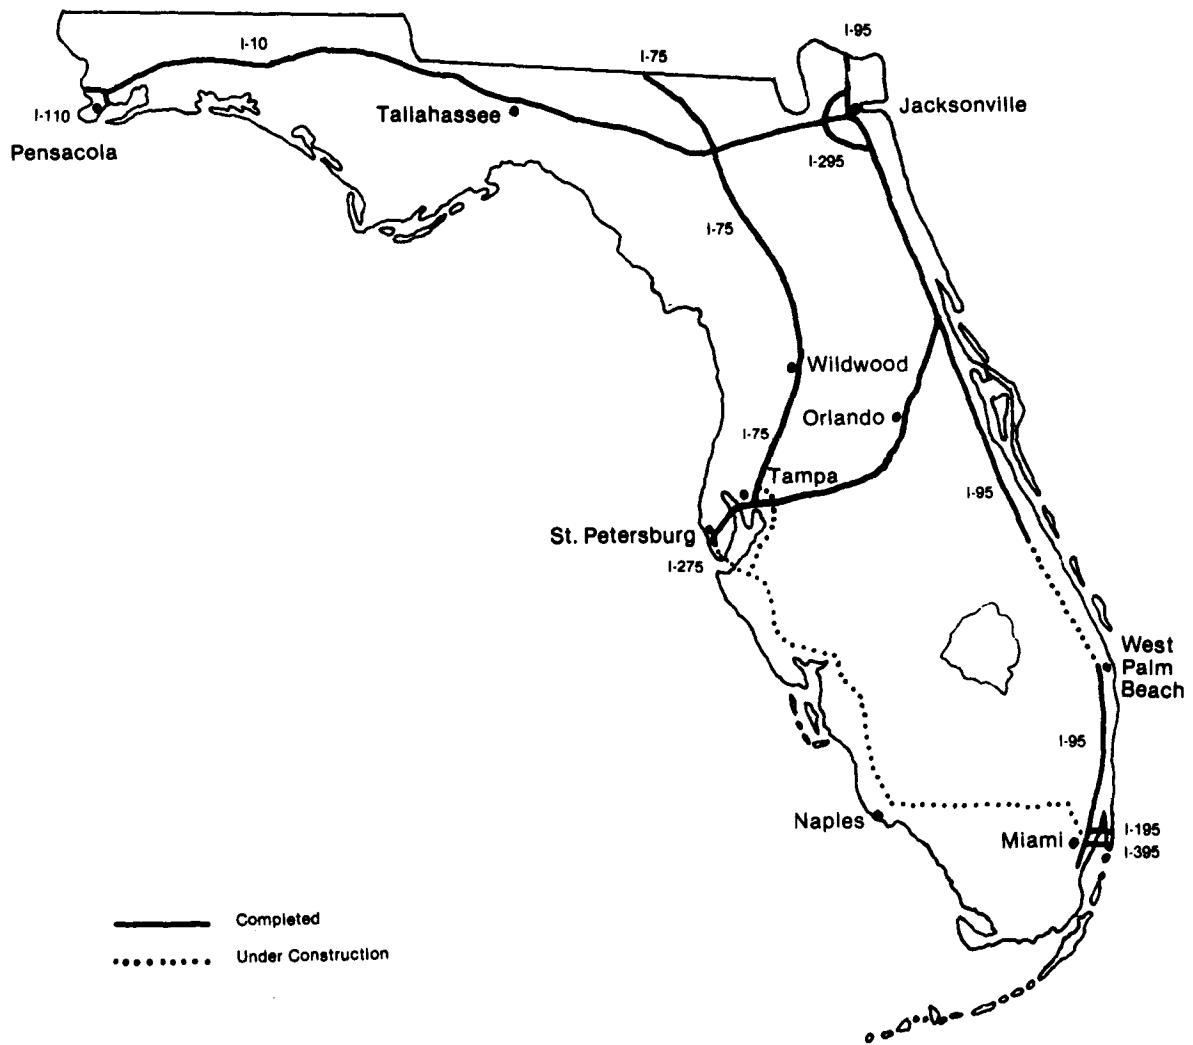 I-95
I-10
I-75
Jacksonville
I-110
Tallahassee
Pensacola
I-295
I-75
Wildwood
Orlando
I-75
Tampa
I-95
St. Petersburg
I-275
West
Palm
Beach
I-95
Naples
Miami
I-195
I-395
Completed
Under Construction